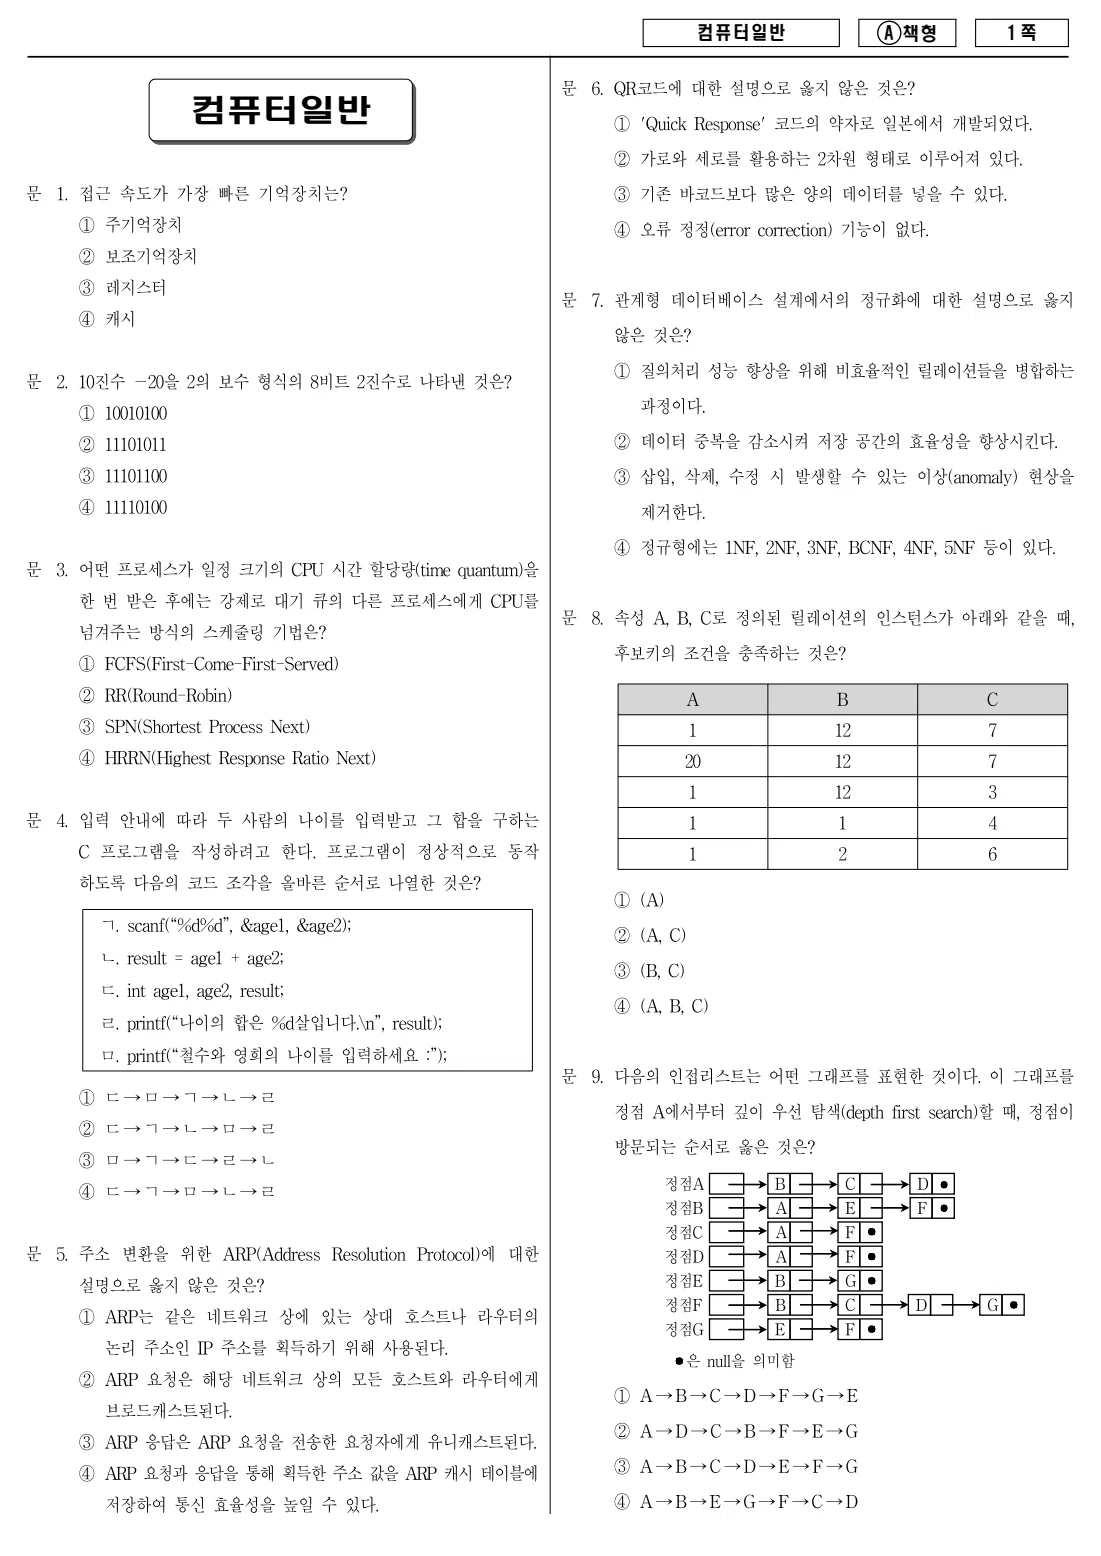 컴퓨터일반
Ⓐ책형
1쪽
컴퓨터일반
문 1. 접근 속도가 가장 빠른 기억장치는?
① 주기억장치
② 보조기억장치
③ 레지스터
④ 캐시
문 2. 10진수 -20을 2의 보수 형식의 8비트 2진수로 나타낸 것은?
① 10010100
② 11101011
③ 11101100
④ 11110100
문 3. 어떤 프로세스가 일정 크기의 CPU 시간 할당량(time quantum)을
한 번 받은 후에는 강제로 대기 큐의 다른 프로세스에게 CPU를
넘겨주는 방식의 스케줄링 기법은?
① FCFS(First-Come-First-Served)
② RR(Round-Robin)
③ SPN(Shortest Process Next)
④ HRRN(Highest Response Ratio Next)
문 4. 입력 안내에 따라 두 사람의 나이를 입력받고 그 합을 구하는
C 프로그램을 작성하려고 한다. 프로그램이 정상적으로 동작
하도록 다음의 코드 조각을 올바른 순서로 나열한 것은?
ㄱ. scanf(“%d%d”, &age1, &age2);
ㄴ. result = age1 + age2;
ㄷ. int age1, age2, result;
ㄹ. printf(“나이의 합은 %d살입니다.\n”, result);
ㅁ. printf(“철수와 영희의 나이를 입력하세요 :”);
① ㄷ→ㅁ→ㄱ→ㄴ→ㄹ
② ㄷ→ㄱ→ㄴ→ㅁ→ㄹ
③ ㅁ→ㄱ→ㄷ→ㄹ→ㄴ
④ ㄷ→ㄱ→ㅁ→ㄴ→ㄹ
문 5. 주소 변환을 위한 ARP(Address Resolution Protocol)에 대한
설명으로 옳지 않은 것은?
① ARP는 같은 네트워크 상에 있는 상대 호스트나 라우터의
논리 주소인 IP 주소를 획득하기 위해 사용된다.
② ARP 요청은 해당 네트워크 상의 모든 호스트와 라우터에게
브로드캐스트된다.
③ ARP 응답은 ARP 요청을 전송한 요청자에게 유니캐스트된다.
④ ARP 요청과 응답을 통해 획득한 주소 값을 ARP 캐시 테이블에
저장하여 통신 효율성을 높일 수 있다.
문 6. QR코드에 대한 설명으로 옳지 않은 것은?
① ′Quick Response′ 코드의 약자로 일본에서 개발되었다.
② 가로와 세로를 활용하는 2차원 형태로 이루어져 있다.
③ 기존 바코드보다 많은 양의 데이터를 넣을 수 있다.
④ 오류 정정(error correction) 기능이 없다.
문 7. 관계형 데이터베이스 설계에서의 정규화에 대한 설명으로 옳지
않은 것은?
① 질의처리 성능 향상을 위해 비효율적인 릴레이션들을 병합하는
과정이다.
② 데이터 중복을 감소시켜 저장 공간의 효율성을 향상시킨다.
③ 삽입, 삭제, 수정 시 발생할 수 있는 이상(anomaly) 현상을
제거한다.
④ 정규형에는 1NF, 2NF, 3NF, BCNF, 4NF, 5NF 등이 있다.
문 8. 속성 A, B, C로 정의된 릴레이션의 인스턴스가 아래와 같을 때,
후보키의 조건을 충족하는 것은?
A B C
1 12 7
20 12 7
1 12 3
1 1 4
1 2 6
① (A)
② (A, C)
③ (B, C)
④ (A, B, C)
문 9. 다음의 인접리스트는 어떤 그래프를 표현한 것이다. 이 그래프를
정점 A에서부터 깊이 우선 탐색(depth first search)할 때, 정점이
방문되는 순서로 옳은 것은?
정점A B C D ●
정점B A E F ●
정점C A F ●
정점D A F ●
정점E B G ●
정점F B C D G ●
정점G E F ●
●은 null을 의미함
① A→B→C→D→F→G→E
② A→D→C→B→F→E→G
③ A→B→C→D→E→F→G
④ A→B→E→G→F→C→D